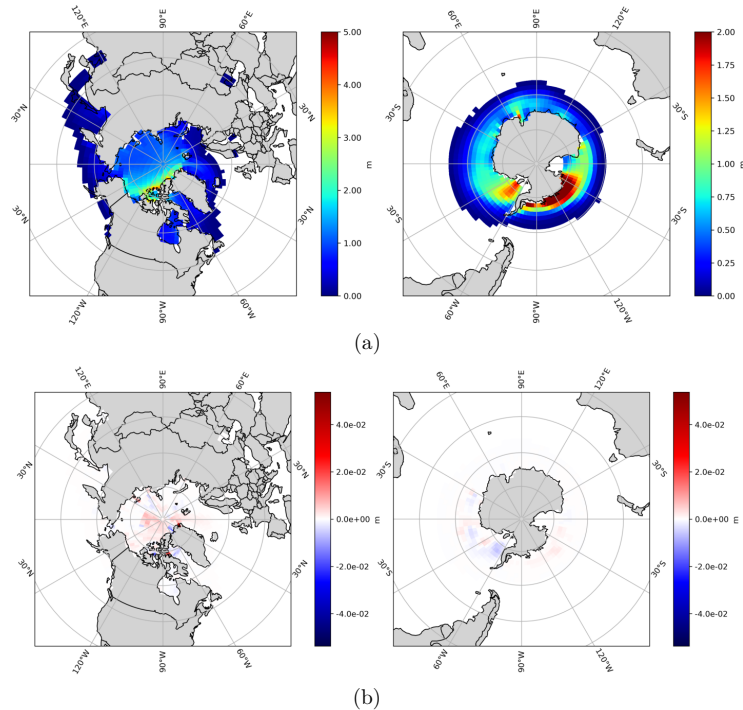 120°E 90°E 60°E
30°N 30°N
30°N 30°N
120°W 90°W 60°W
5.00
4.00
3.00
2.00
1.00
0.00
m
60°E 90°E 120°E
30°S
30°S
60°W 90°W 120°W
2.00
1.75
1.50
1.25
1.00
0.75
0.50
0.25
0.00
m
(a)
120°E 90°E 60°E
30°N 30°N
30°N 30°N
120°W 90°W 60°W
4.0e-02
2.0e-02
0.0e+00
-2.0e-02
-4.0e-02
m
60°E 90°E 120°E
30°S
30°S
60°W 90°W 120°W
4.0e-02
2.0e-02
0.0e+00
-2.0e-02
-4.0e-02
m
(b)